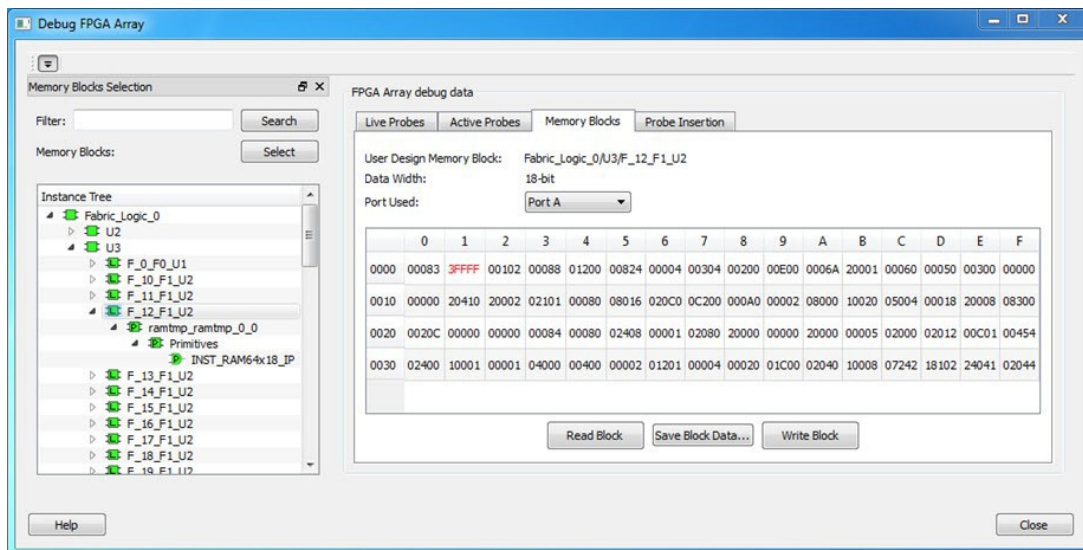 Debug FPGA Array
Memory Blocks Selection
Filter:
Search
Memory Blocks:
Select
Instance Tree
Fabric_Logic_0
U2
U3
F_0_F0_U1
F_10_F1_U2
F_11_F1_U2
F_12_F1_U2
ramtmp_ramtmp_0_0
Primitives
INST_RAM64x18_IP
F_13_F1_U2
F_14_F1_U2
F_15_F1_U2
F_16_F1_U2
F_17_F1_U2
F_18_F1_U2
F_19_F1_U2
FPGA Array debug data
Live Probes Active Probes Memory Blocks Probe Insertion
User Design Memory Block: Fabric_Logic_0/U3/F_12_F1_U2
Data Width: 18-bit
Port Used: Port A
0 1 2 3 4 5 6 7 8 9 A B C D E F
0000 00083 3FFFF 00102 00088 01200 00824 00004 00304 00200 00E00 0006A 20001 00060 00050 00300 00000
0010 00000 20410 20002 02101 00080 08016 020C0 0C200 000A0 00002 08000 10020 05004 00018 20008 08300
0020 0020C 00000 00000 00084 00080 02408 00001 02080 20000 00000 20000 00005 02000 02012 00C01 00454
0030 02400 10001 00001 04000 00400 00002 01201 00004 00020 01C00 02040 10008 07242 18102 24041 02044
Read Block Save Block Data... Write Block
Help
Close